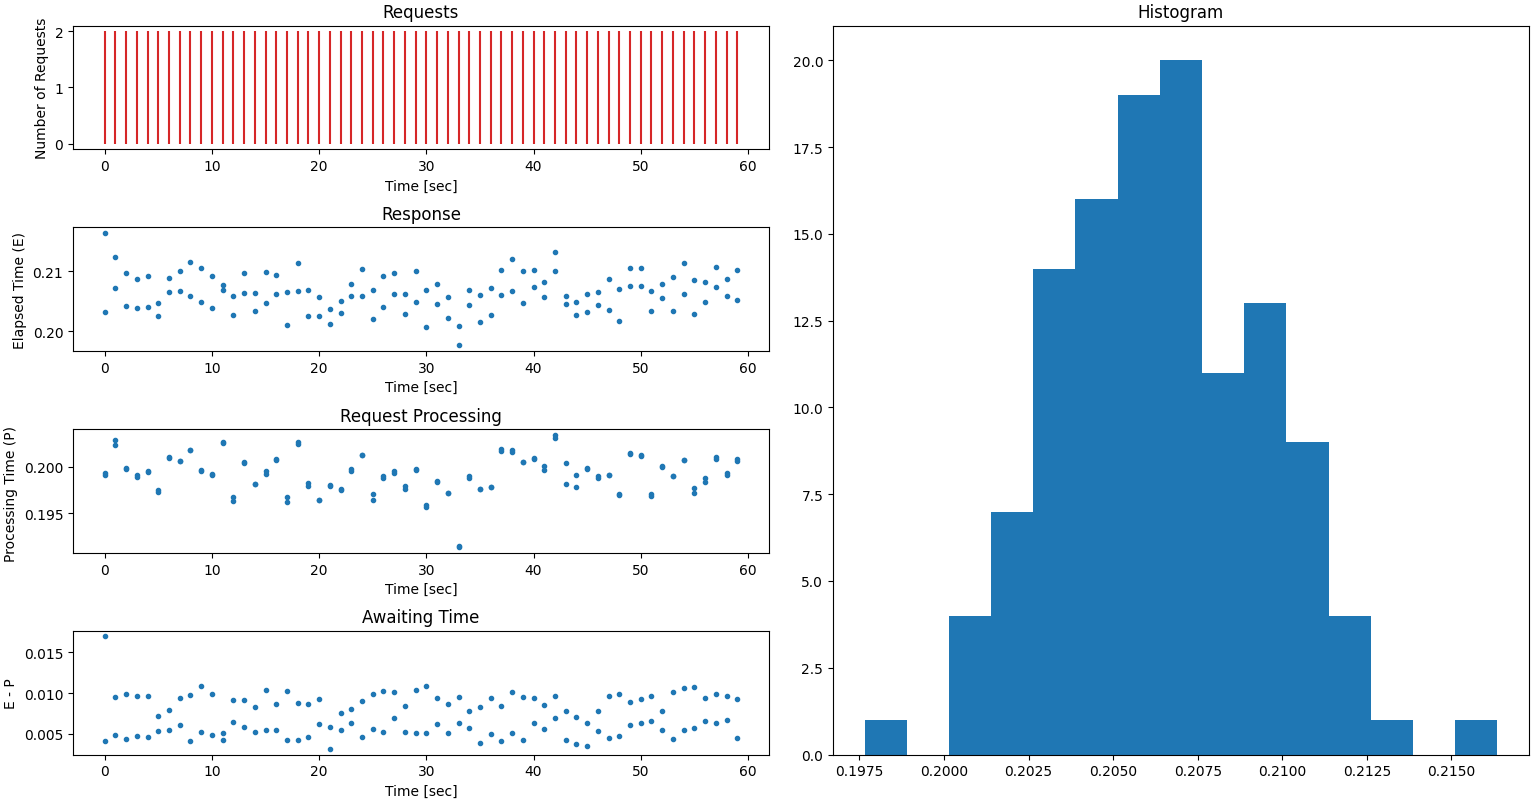 Requests
Number of Requests
2
1
0
0 10 20 30 40 50 60
Time [sec]
Response
Elapsed Time (E)
0.21
0.20
0 10 20 30 40 50 60
Time [sec]
Request Processing
Processing Time (P)
0.200
0.195
0 10 20 30 40 50 60
Time [sec]
Awaiting Time
E - P
0.015
0.010
0.005
0 10 20 30 40 50 60
Time [sec]
Histogram
20.0
17.5
15.0
12.5
10.0
7.5
5.0
2.5
0.0
0.1975 0.2000 0.2025 0.2050 0.2075 0.2100 0.2125 0.2150